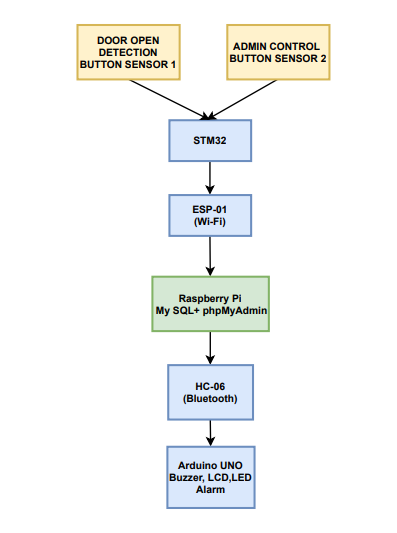 DOOR OPEN
DETECTION
BUTTON SENSOR 1
ADMIN CONTROL
BUTTON SENSOR 2
STM32
ESP-01
(Wi-Fi)
Raspberry Pi
My SQL+ phpMyAdmin
HC-06
(Bluetooth)
Arduino UNO
Buzzer, LCD,LED
Alarm